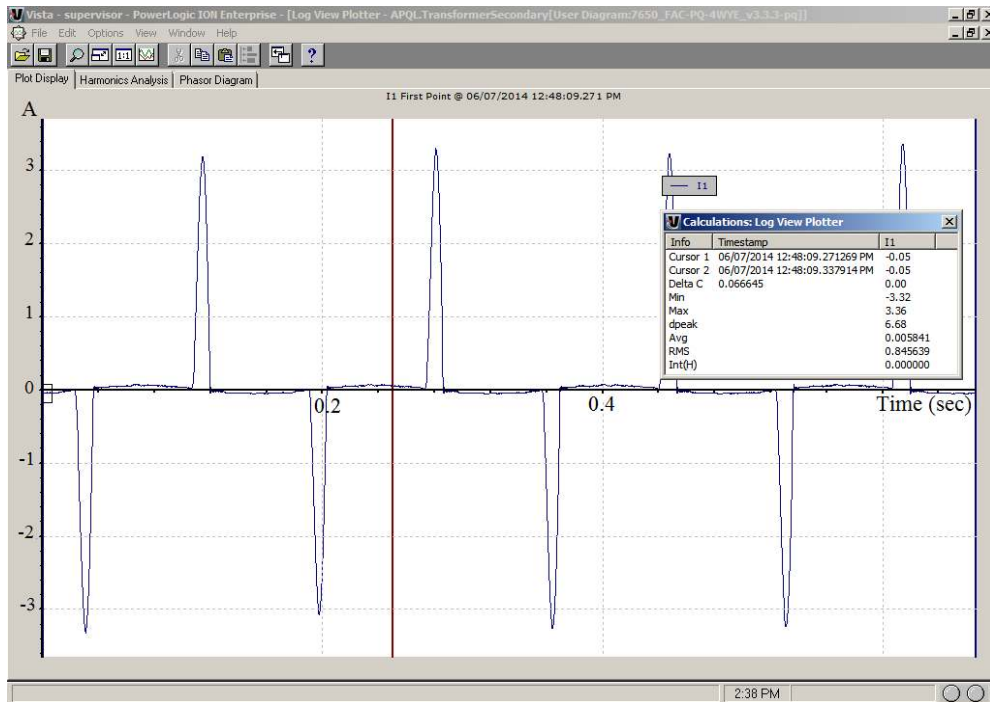 Vista - supervisor - PowerLogic ION Enterprise - [Log View Plotter - APQL.TransformerSecondary[User Diagram:7650_FAC-PQ-4WYE_v3.3.3-pq]]
File Edit Options View Window Help
1:1
?
Plot Display Harmonics Analysis Phasor Diagram
I1 First Point @ 06/07/2014 12:48:09.271 PM
A
3
I1
Calculations: Log View Plotter
Info Timestamp I1
Cursor 1 06/07/2014 12:48:09.271269 PM -0.05
Cursor 2 06/07/2014 12:48:09.337914 PM -0.05
Delta C 0.066645 0.00
Min -3.32
Max 3.36
dpeak 6.68
Avg 0.005841
RMS 0.845639
Int(H) 0.000000
2
1
0
0.2 0.4 Time (sec)
-1
-2
-3
2:38 PM